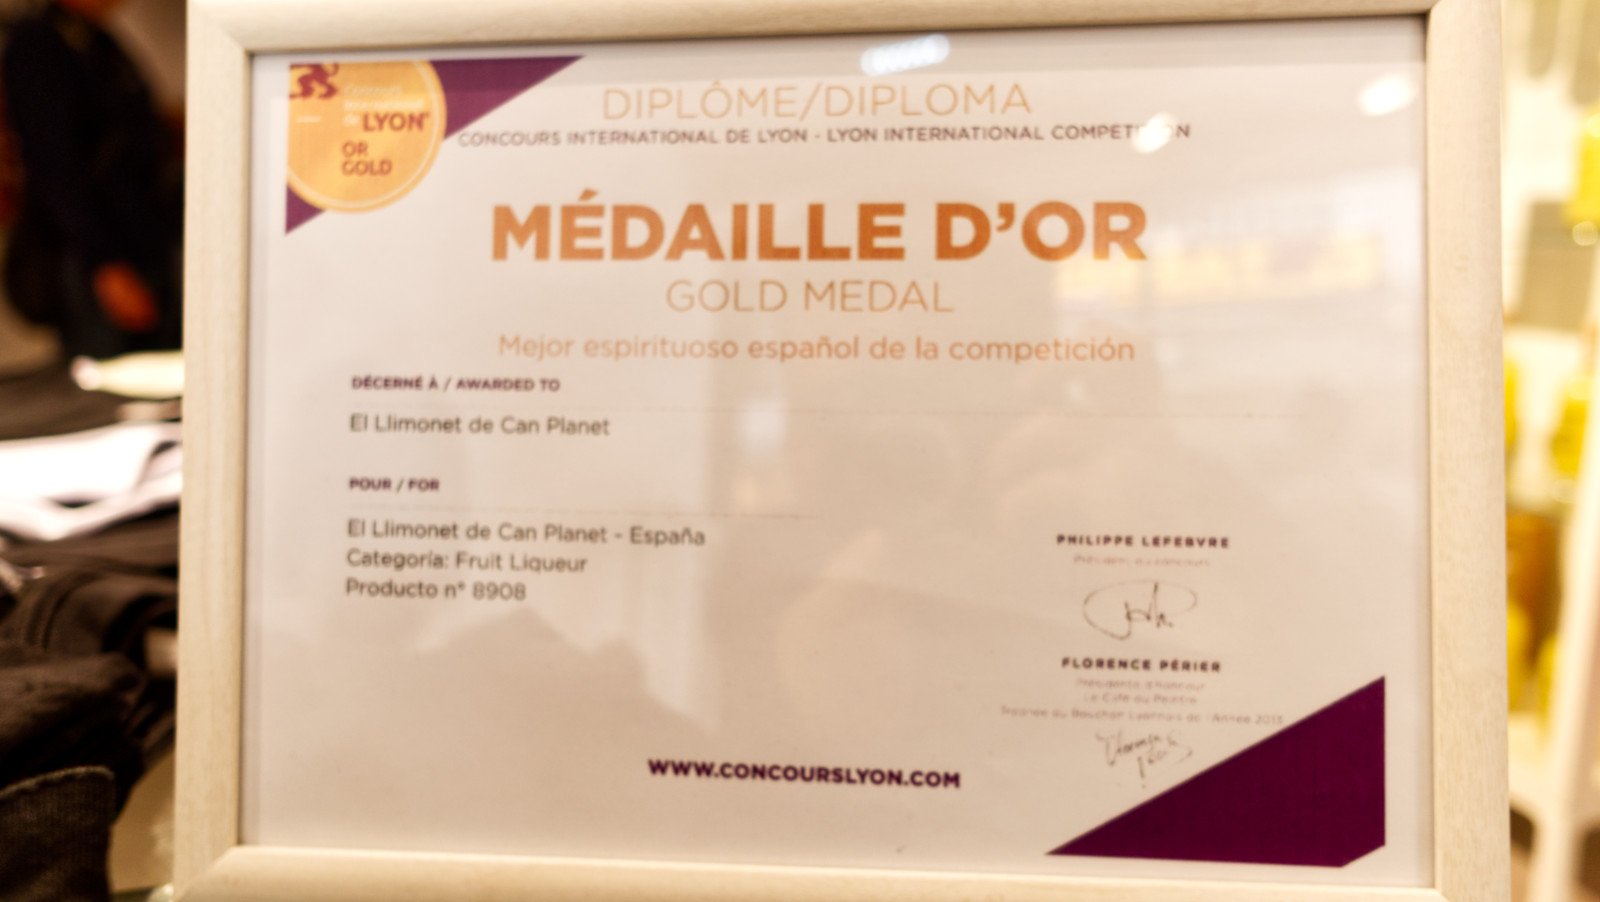 LYON
OR
GOLD
DIPLÔME/DIPLOMA
CONCOURS INTERNATIONAL DE LYON - LYON INTERNATIONAL COMPETITION
MÉDAILLE D'OR
GOLD MEDAL
Mejor espirituoso español de la competición
DÉCERNÉ À / AWARDED TO
El Llimonet de Can Planet
POUR / FOR
El Llimonet de Can Planet - España
Categoría: Fruit Liqueur
Producto n° 8908
PHILIPPE LEFEBVRE
FLORENCE PÉRIER
WWW.CONCOURSLYON.COM